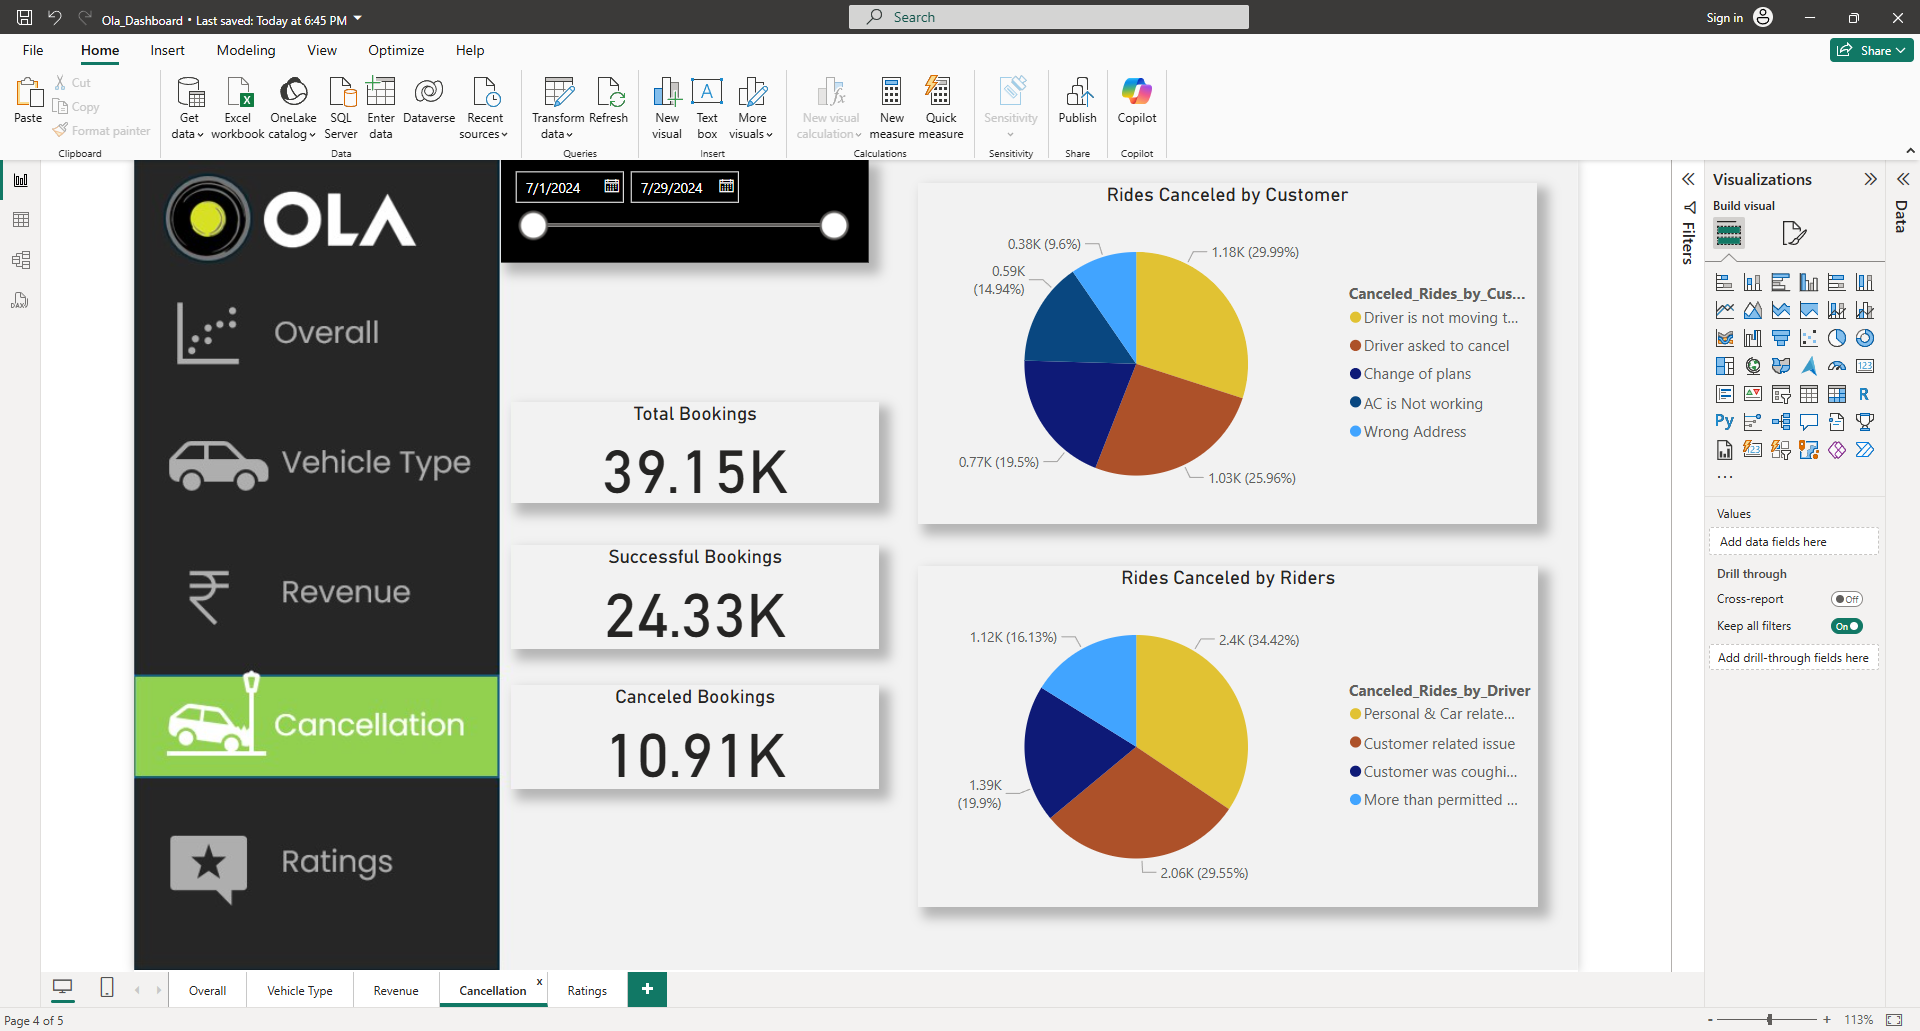 Ola_Dashboard • Last saved: Today at 6:45 PM
Search
Sign in
File Home Insert Modeling View Optimize Help
Share
Paste
Cut
Copy
Format painter
Clipboard
Get data
Excel workbook
OneLake catalog
SQL Server
Enter data
Dataverse
Recent sources
Data
Transform data
Refresh
Queries
New visual
Text box
More visuals
Insert
New visual calculation
New measure
Quick measure
Calculations
Sensitivity
Sensitivity
Publish
Share
Copilot
Copilot
OLA
Overall
Vehicle Type
Revenue
Cancellation
Ratings
7/1/2024
7/29/2024
Total Bookings
39.15K
Successful Bookings
24.33K
Canceled Bookings
10.91K
Rides Canceled by Customer
0.38K (9.6%)
1.18K (29.99%)
0.59K
(14.94%)
0.77K (19.5%)
1.03K (25.96%)
Canceled_Rides_by_Cus...
Driver is not moving t...
Driver asked to cancel
Change of plans
AC is Not working
Wrong Address
Rides Canceled by Riders
1.12K (16.13%)
2.4K (34.42%)
1.39K
(19.9%)
2.06K (29.55%)
Canceled_Rides_by_Driver
Personal & Car relate...
Customer related issue
Customer was coughi...
More than permitted ...
Filters
Visualizations
Build visual
123
R
Py
123
...
Values
Add data fields here
Drill through
Cross-report
Off
Keep all filters
On
Add drill-through fields here
Data
Overall
Vehicle Type
Revenue
Cancellation
x
Ratings
+
Page 4 of 5
- + 113%